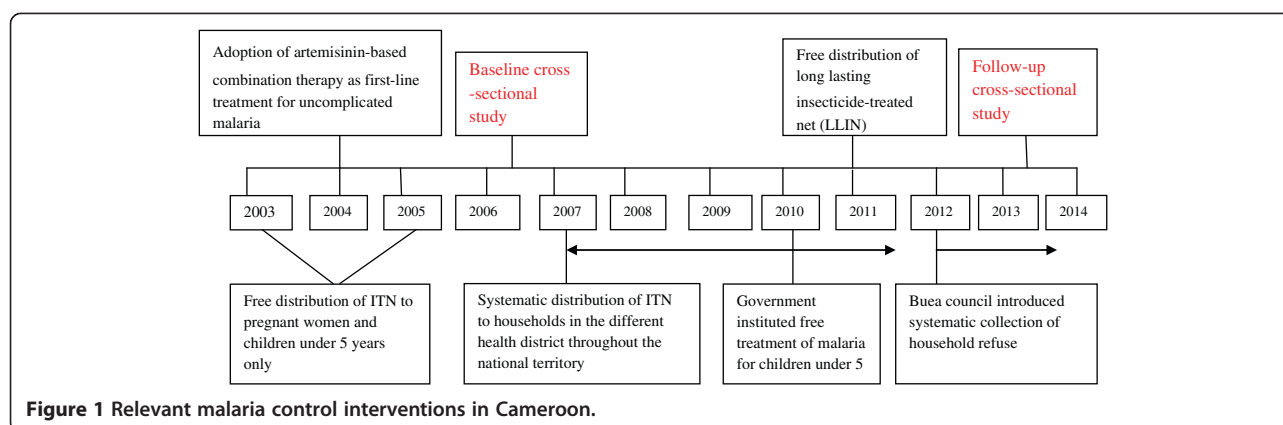 Adoption of artemisinin-based
combination therapy as first-line
treatment for uncomplicated
malaria
Baseline cross
-sectional
study
Free distribution of
long lasting
insecticide-treated
net (LLIN)
Follow-up
cross-sectional
study
2003
2004
2005
2006
2007
2008
2009
2010
2011
2012
2013
2014
Free distribution of ITN to
pregnant women and
children under 5 years
only
Systematic distribution of ITN
to households in the different
health district throughout the
national territory
Government
instituted free
treatment of malaria
for children under 5
Buea council introduced
systematic collection of
household refuse
Figure 1 Relevant malaria control interventions in Cameroon.